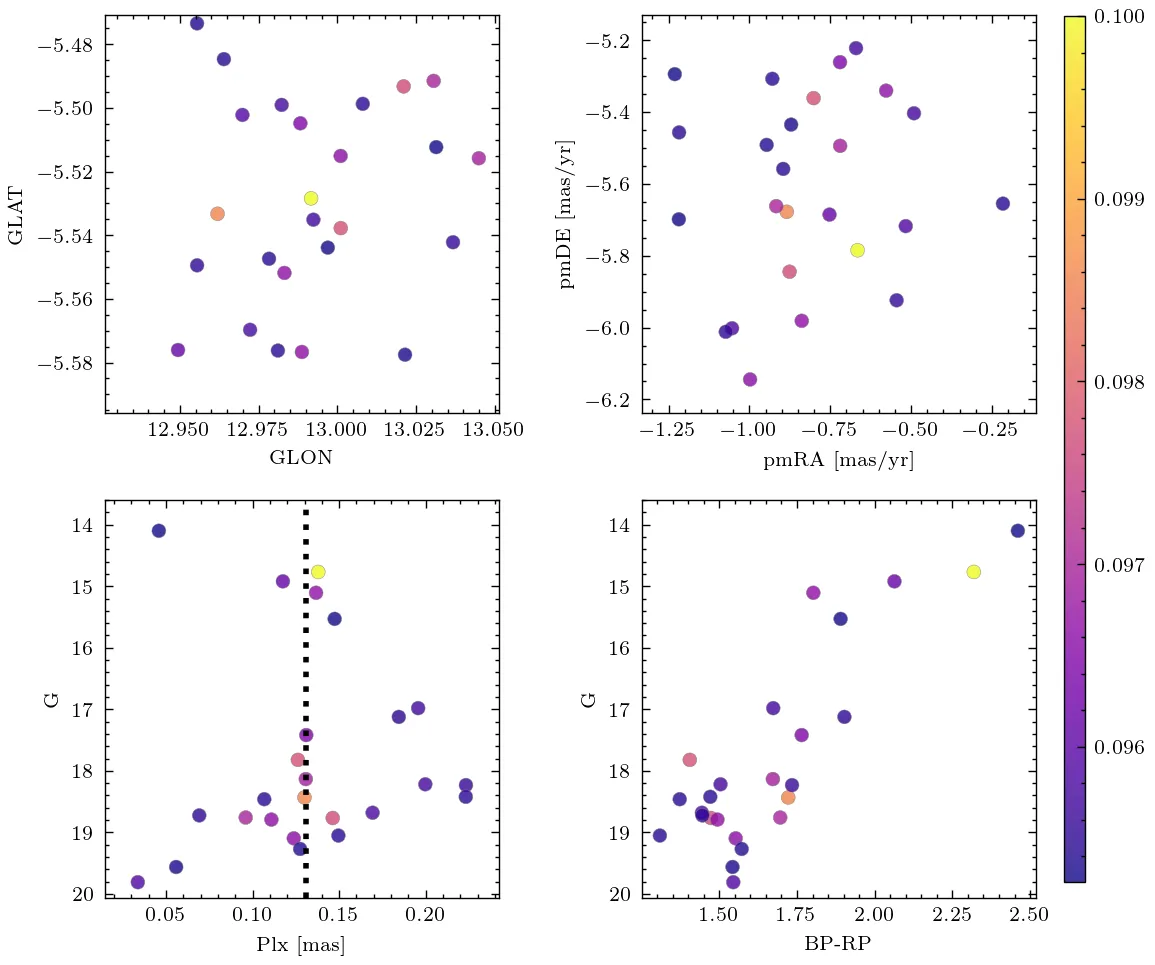 −5.48
−5.50
−5.52
−5.54
−5.56
−5.58
GLAT
12.950 12.975 13.000 13.025 13.050
GLON
−5.2
−5.4
−5.6
−5.8
−6.0
−6.2
pmDE [mas/yr]
−1.25 −1.00 −0.75 −0.50 −0.25
pmRA [mas/yr]
14
15
16
17
18
19
20
G
0.05 0.10 0.15 0.20
Plx [mas]
14
15
16
17
18
19
20
G
1.50 1.75 2.00 2.25 2.50
BP-RP
0.100
0.099
0.098
0.097
0.096